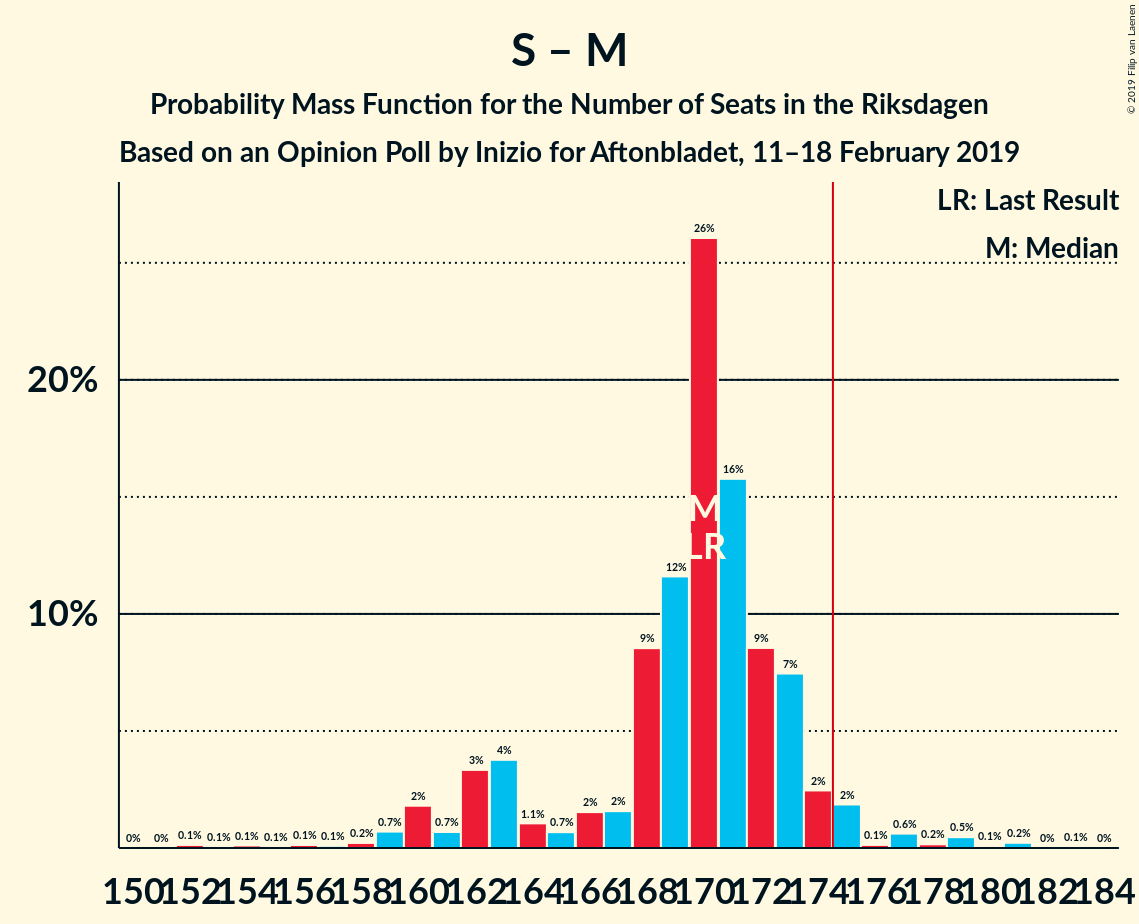 S – M
Probability Mass Function for the Number of Seats in the Riksdagen
Based on an Opinion Poll by Inizio for Aftonbladet, 11–18 February 2019
© 2019 Filip van Laenen
LR: Last Result
M: Median
20%
10%
0% 0% 0.1% 0.1% 0.1% 0.1% 0.1% 0.1% 0.2% 0.7% 2% 0.7% 3% 4% 1.1% 0.7% 2% 2% 9% 12% 26% 16% 9% 7% 2% 2% 0.1% 0.6% 0.2% 0.5% 0.1% 0.2% 0% 0.1% 0%
M
LR
150 152 154 156 158 160 162 164 166 168 170 172 174 176 178 180 182 184